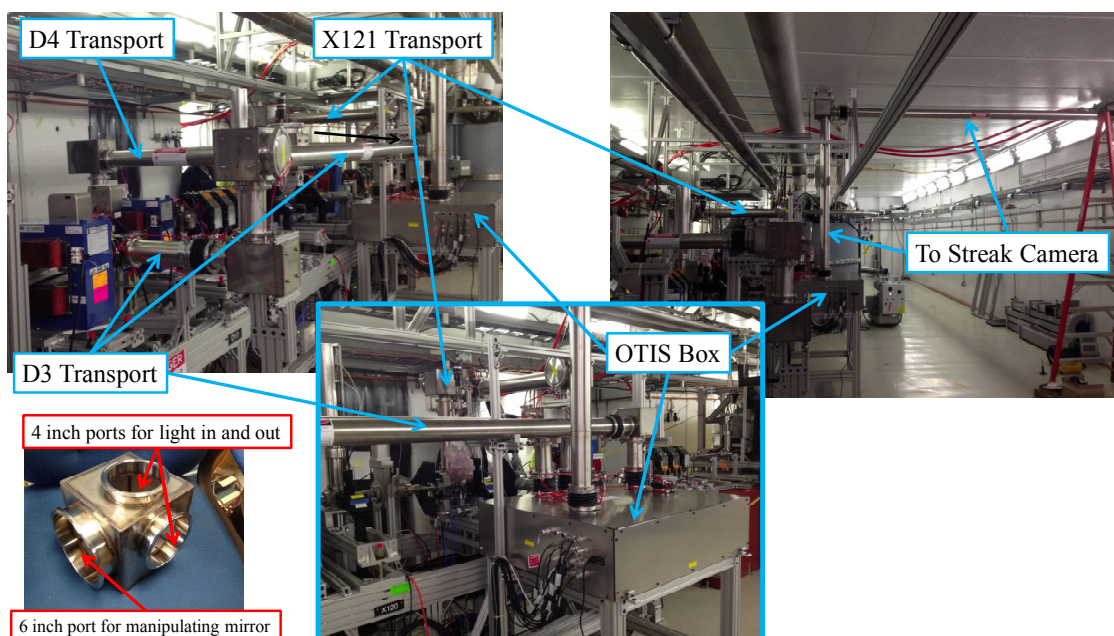 D4 Transport
X121 Transport
To Streak Camera
D3 Transport
OTIS Box
4 inch ports for light in and out
6 inch port for manipulating mirror
X120